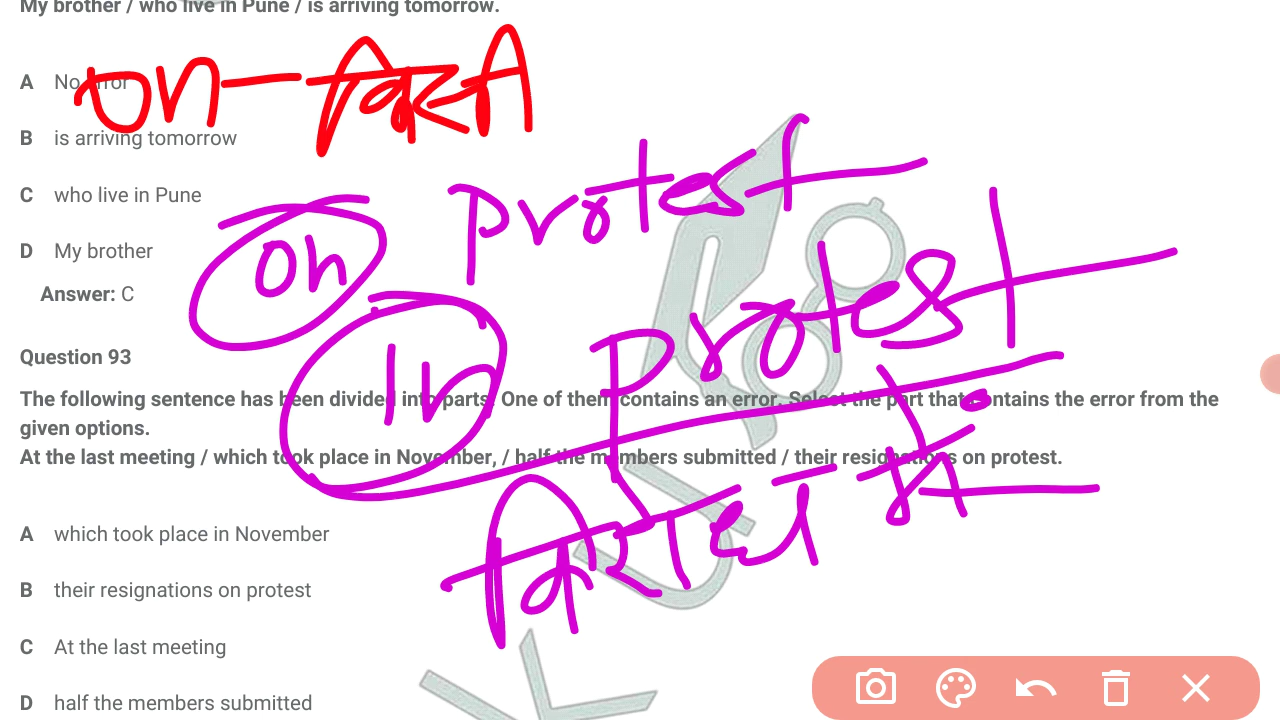 My brother / who live in Pune / is arriving tomorrow.
A No error
on
B is arriving tomorrow
C who live in Pune
protest
on
D My brother
Answer: C
protest
in
Question 93
The following sentence has been divided into parts. One of them contains an error. Select the part that contains the error from the
given options.
At the last meeting / which took place in November, / half the members submitted / their resignations on protest.
A which took place in November
B their resignations on protest
C At the last meeting
D half the members submitted